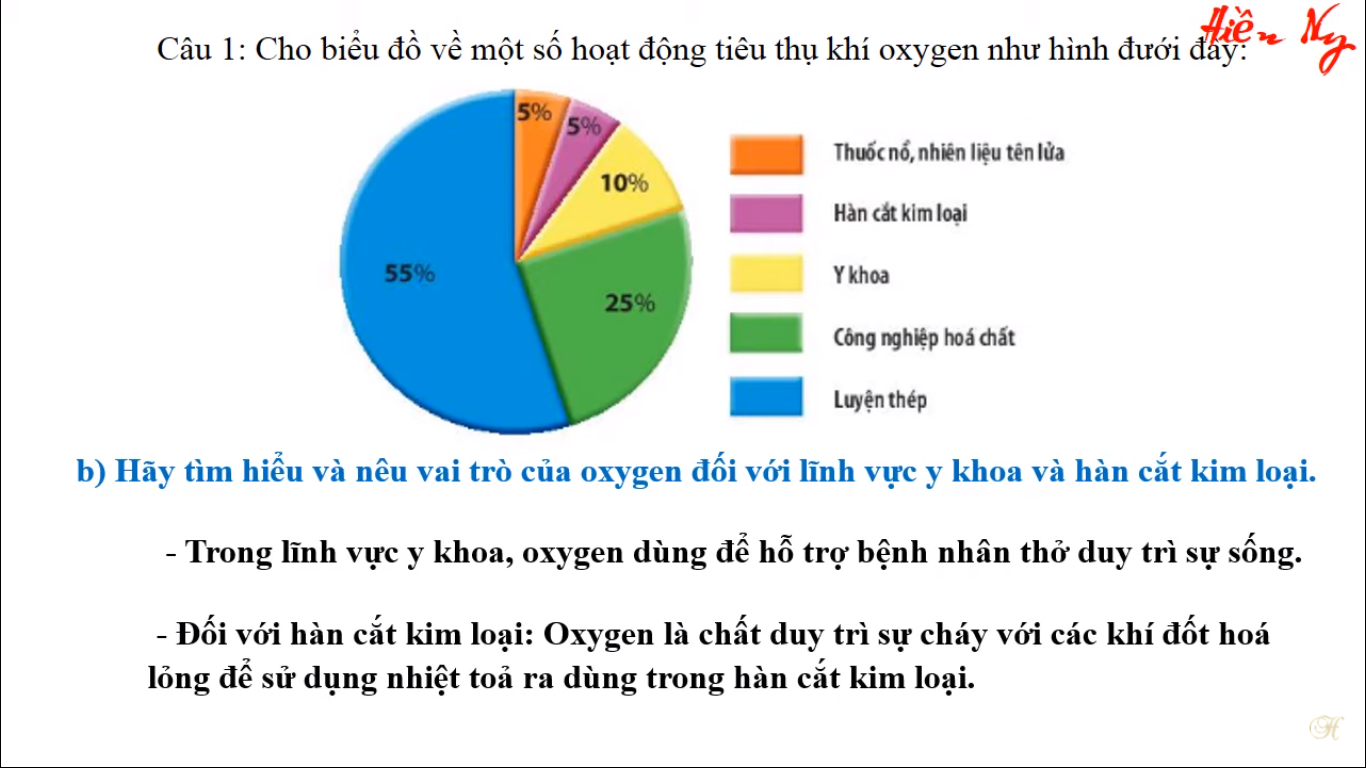 Hiền Ny
Câu 1: Cho biểu đồ về một số hoạt động tiêu thụ khí oxygen như hình dưới đây:
5%
5%
10%
25%
55%
Thuốc nổ, nhiên liệu tên lửa
Hàn cắt kim loại
Y khoa
Công nghiệp hoá chất
Luyện thép
b) Hãy tìm hiểu và nêu vai trò của oxygen đối với lĩnh vực y khoa và hàn cắt kim loại.
- Trong lĩnh vực y khoa, oxygen dùng để hỗ trợ bệnh nhân thở duy trì sự sống.
- Đối với hàn cắt kim loại: Oxygen là chất duy trì sự cháy với các khí đốt hoá
lỏng để sử dụng nhiệt toả ra dùng trong hàn cắt kim loại.
H